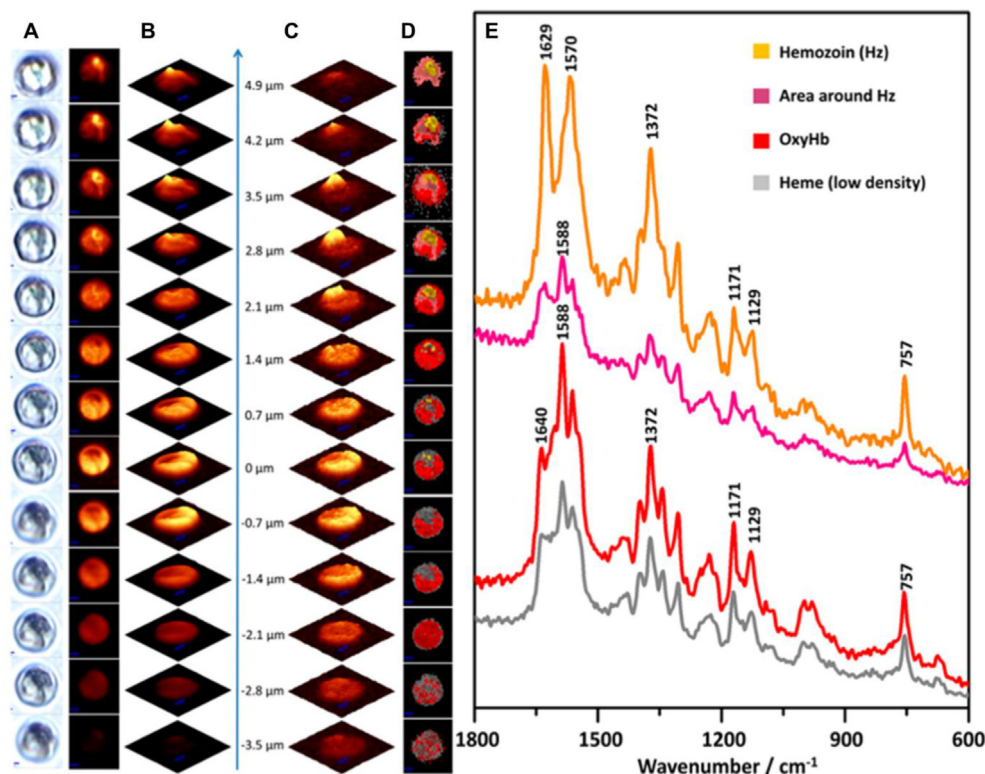 A B C D E
4.9 µm
4.2 µm
3.5 µm
2.8 µm
2.1 µm
1.4 µm
0.7 µm
0 µm
-0.7 µm
-1.4 µm
-2.1 µm
-2.8 µm
-3.5 µm
1629
1570
1372
1588
1171
1129
757
1588
1640
1372
1171
1129
757
Hemozoin (Hz)
Area around Hz
OxyHb
Heme (low density)
1800 1500 1200 900 600
Wavenumber / cm⁻¹